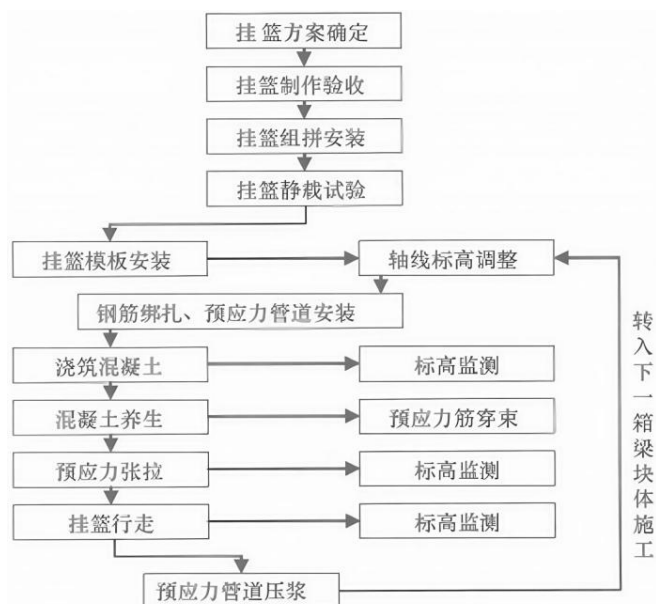 挂篮方案确定
挂篮制作验收
挂篮组拼安装
挂篮静载试验
挂篮模板安装
轴线标高调整
钢筋绑扎、预应力管道安装
浇筑混凝土
标高监测
混凝土养生
预应力筋穿束
预应力张拉
标高监测
挂篮行走
标高监测
预应力管道压浆
转入下一箱梁块体施工